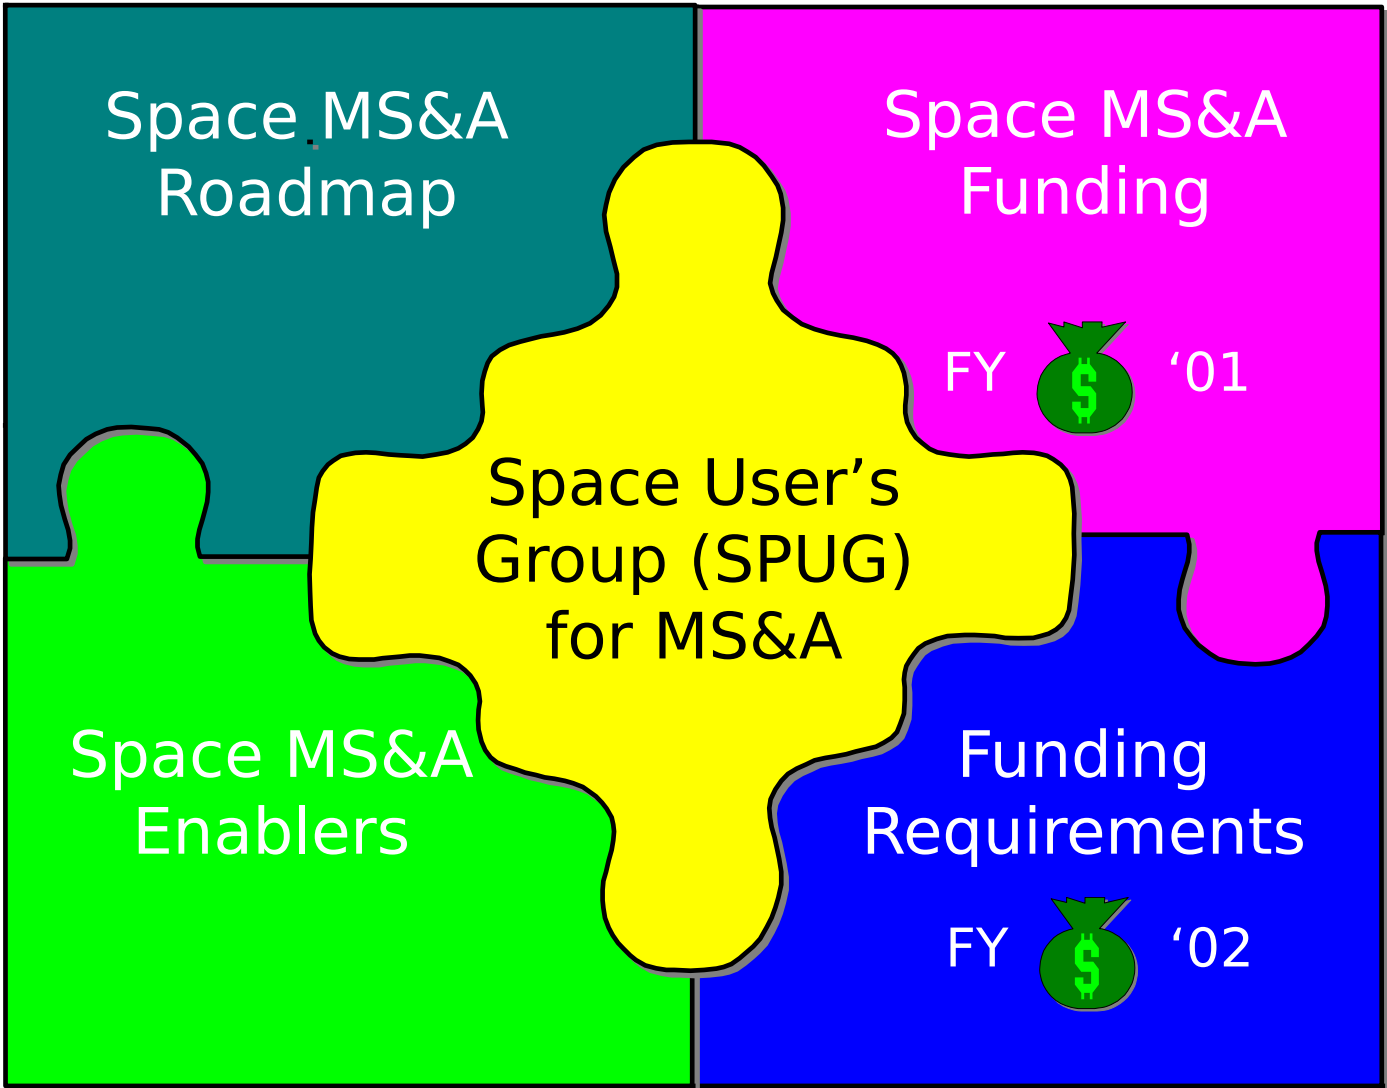 Space MS&A
Roadmap
Space MS&A
Funding
FY $ ‘01
Space User’s
Group (SPUG)
for MS&A
Space MS&A
Enablers
Funding
Requirements
FY $ ‘02